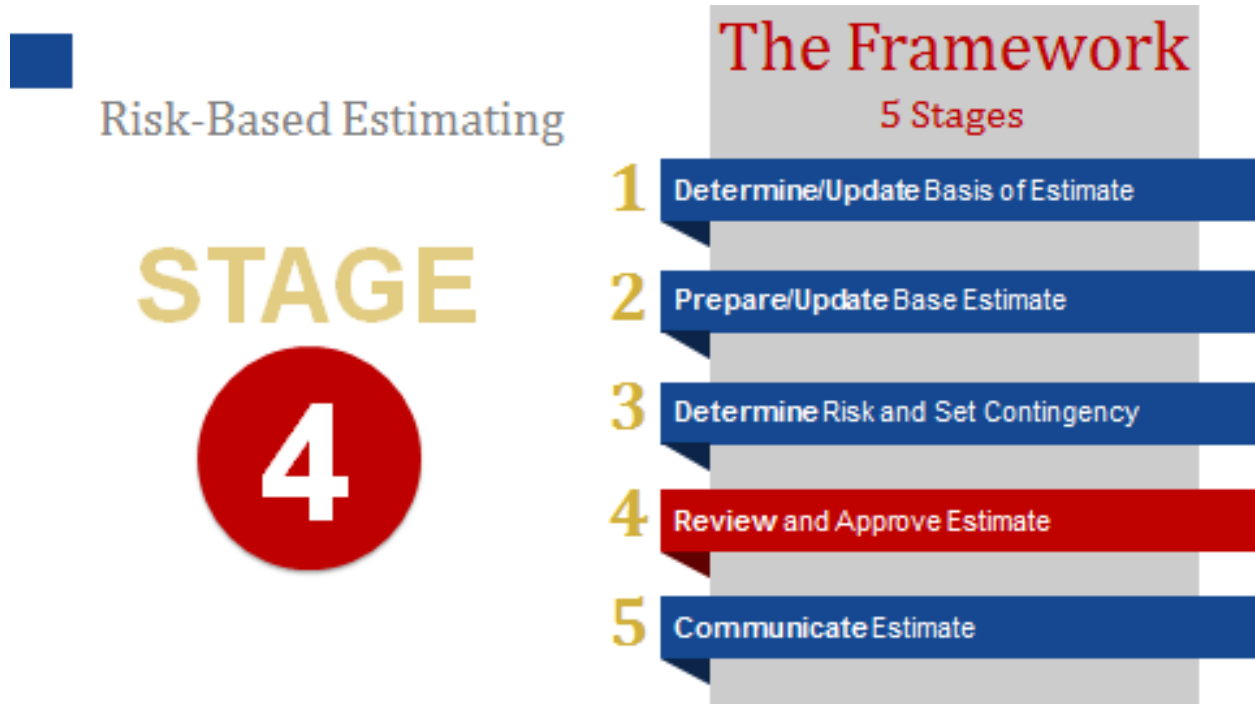 Risk-Based Estimating
STAGE
4
The Framework
5 Stages
1 Determine/Update Basis of Estimate
2 Prepare/Update Base Estimate
3 Determine Risk and Set Contingency
4 Review and Approve Estimate
5 Communicate Estimate